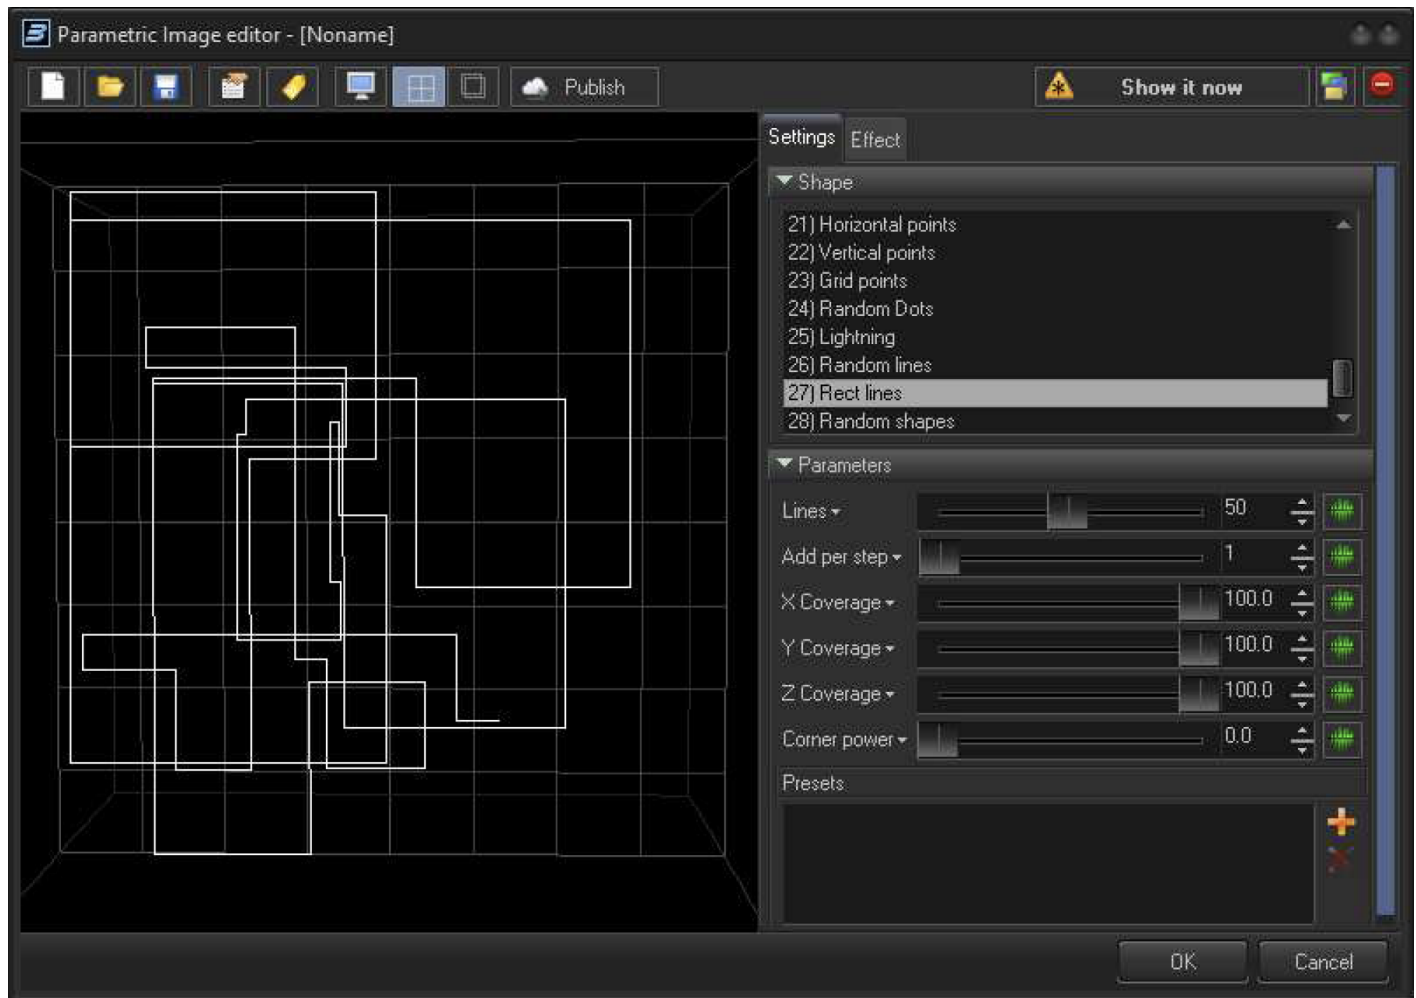 Parametric Image editor - [Noname]
Publish
Show it now
Settings Effect
Shape
21) Horizontal points
22) Vertical points
23) Grid points
24) Random Dots
25) Lightning
26) Random lines
27) Rect lines
28) Random shapes
Parameters
Lines 50
Add per step 1
X Coverage 100.0
Y Coverage 100.0
Z Coverage 100.0
Corner power 0.0
Presets
OK Cancel